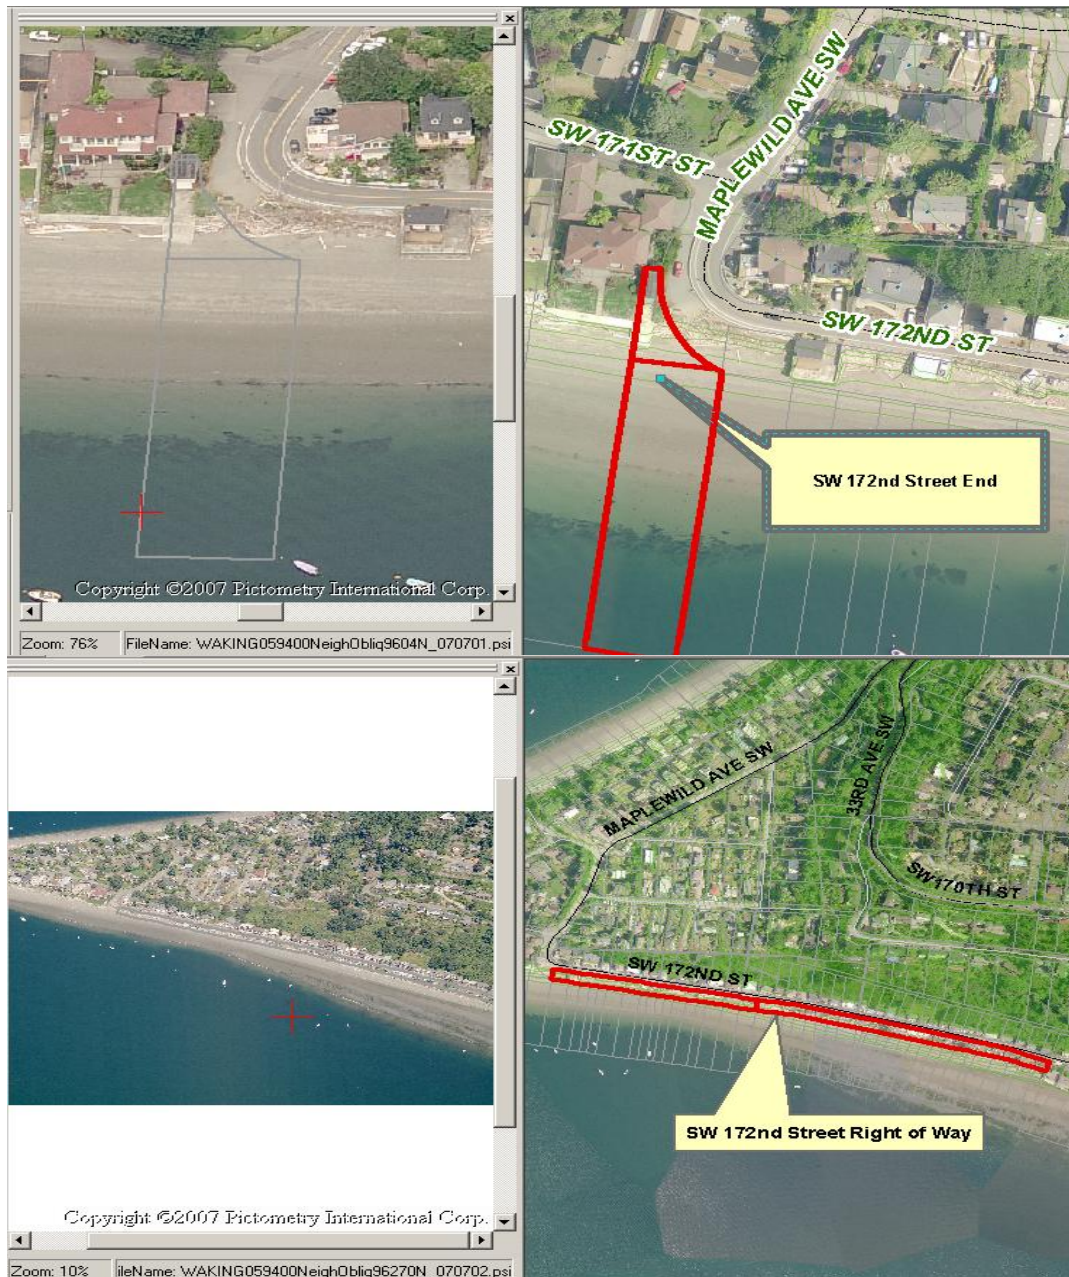 SW 171ST ST
MAPLEWILD AVE SW
SW 172ND ST
SW 172nd Street End
Copyright ©2007 Pictometry International Corp.
Zoom: 76%
FileName: WAKING059400NeighObliq9604N_070701.psi
MAPLEWILD AVE SW
33RD AVE SW
SW170TH ST
SW 172ND ST
SW 172nd Street Right of Way
Copyright ©2007 Pictometry International Corp.
Zoom: 10%
ileName: WAKING059400NeighObliq96270N_070702.psi